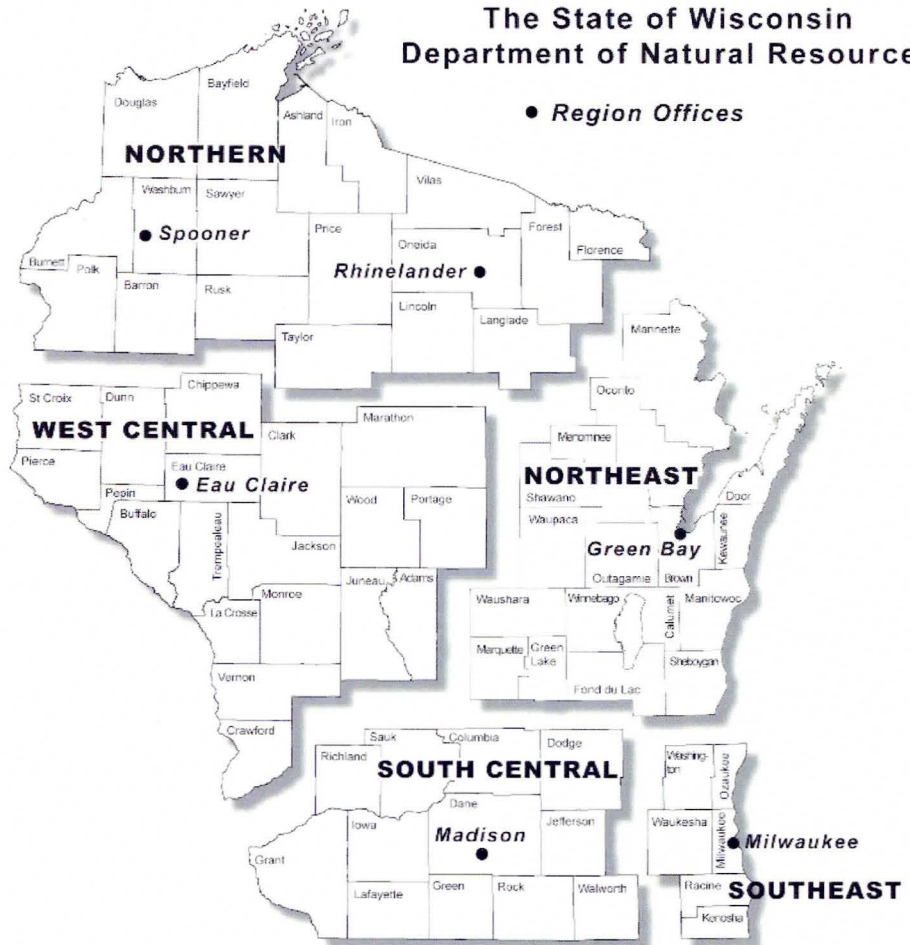 The State of Wisconsin
Department of Natural Resource
Region Offices
Bayfield
Douglas
Ashland
Iron
NORTHERN
Vilas
Washburn
Sawyer
Price
Forest
Spooner
Oneida
Florence
Rhinelander
Burnett
Polk
Barron
Rusk
Lincoln
Langlade
Taylor
Marinette
Oconto
St Croix
Dunn
Chippewa
Marathon
WEST CENTRAL
Clark
Menomnee
Pierce
Eau Claire
Eau Claire
NORTHEAST
Pepin
Wood
Portage
Shawano
Door
Buffalo
Waupaca
Kewaunee
Trempealeau
Jackson
Green Bay
Outagamie
Brown
Juneau
Adams
Monroe
Waushara
Winnebago
Calumet
Manitowoc
La Crosse
Marquette
Green
Lake
Sheboygan
Vernon
Fond du Lac
Crawford
Sauk
Columbia
Dodge
Richland
SOUTH CENTRAL
Washing-
ton
Ozaukee
Dane
Iowa
Jefferson
Waukesha
Milwaukee
Madison
Milwaukee
Grant
Lafayette
Green
Rock
Walworth
Racine
SOUTHEAST
Kenosha